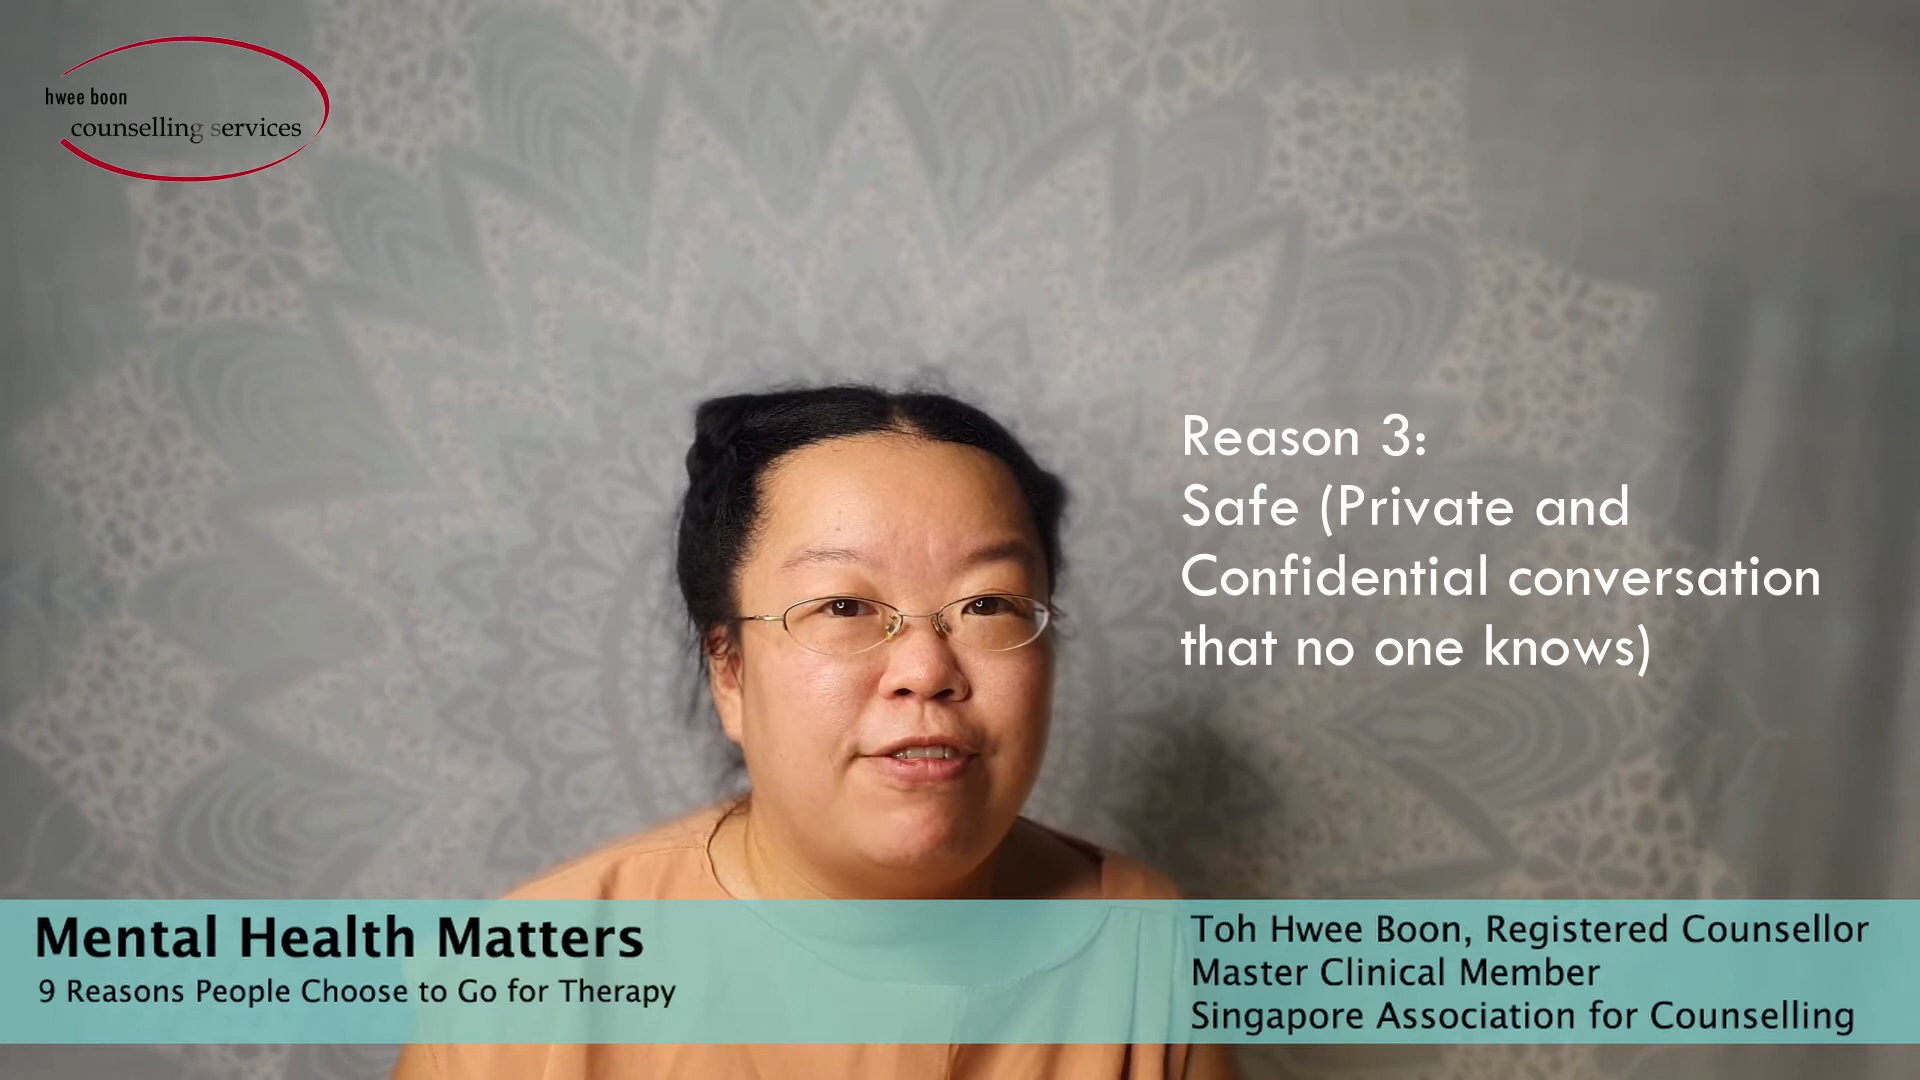 hwee boon
counselling services
Reason 3:
Safe (Private and
Confidential conversation
that no one knows)
Mental Health Matters
9 Reasons People Choose to Go for Therapy
Toh Hwee Boon, Registered Counsellor
Master Clinical Member
Singapore Association for Counselling